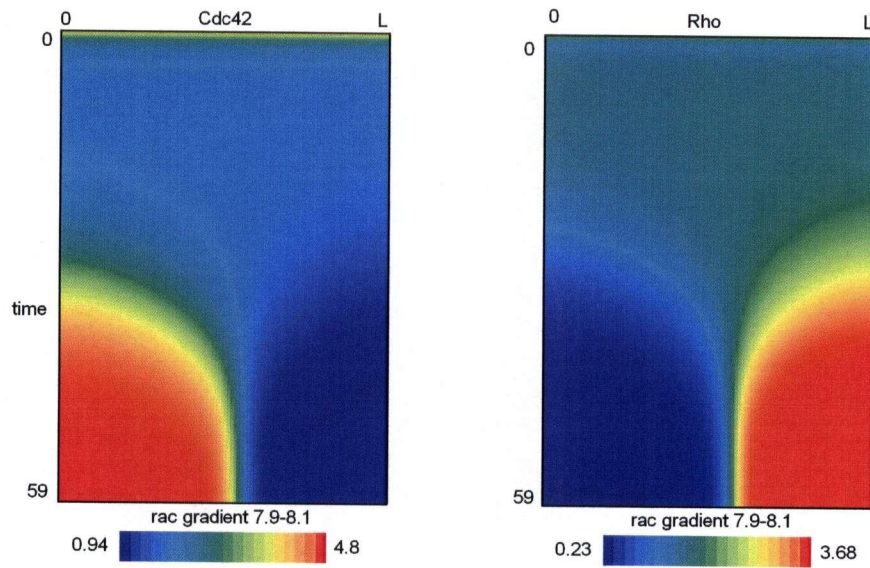 0 Cdc42 L
0
time
59
rac gradient 7.9-8.1
0.94 4.8
0 Rho L
0
59
rac gradient 7.9-8.1
0.23 3.68